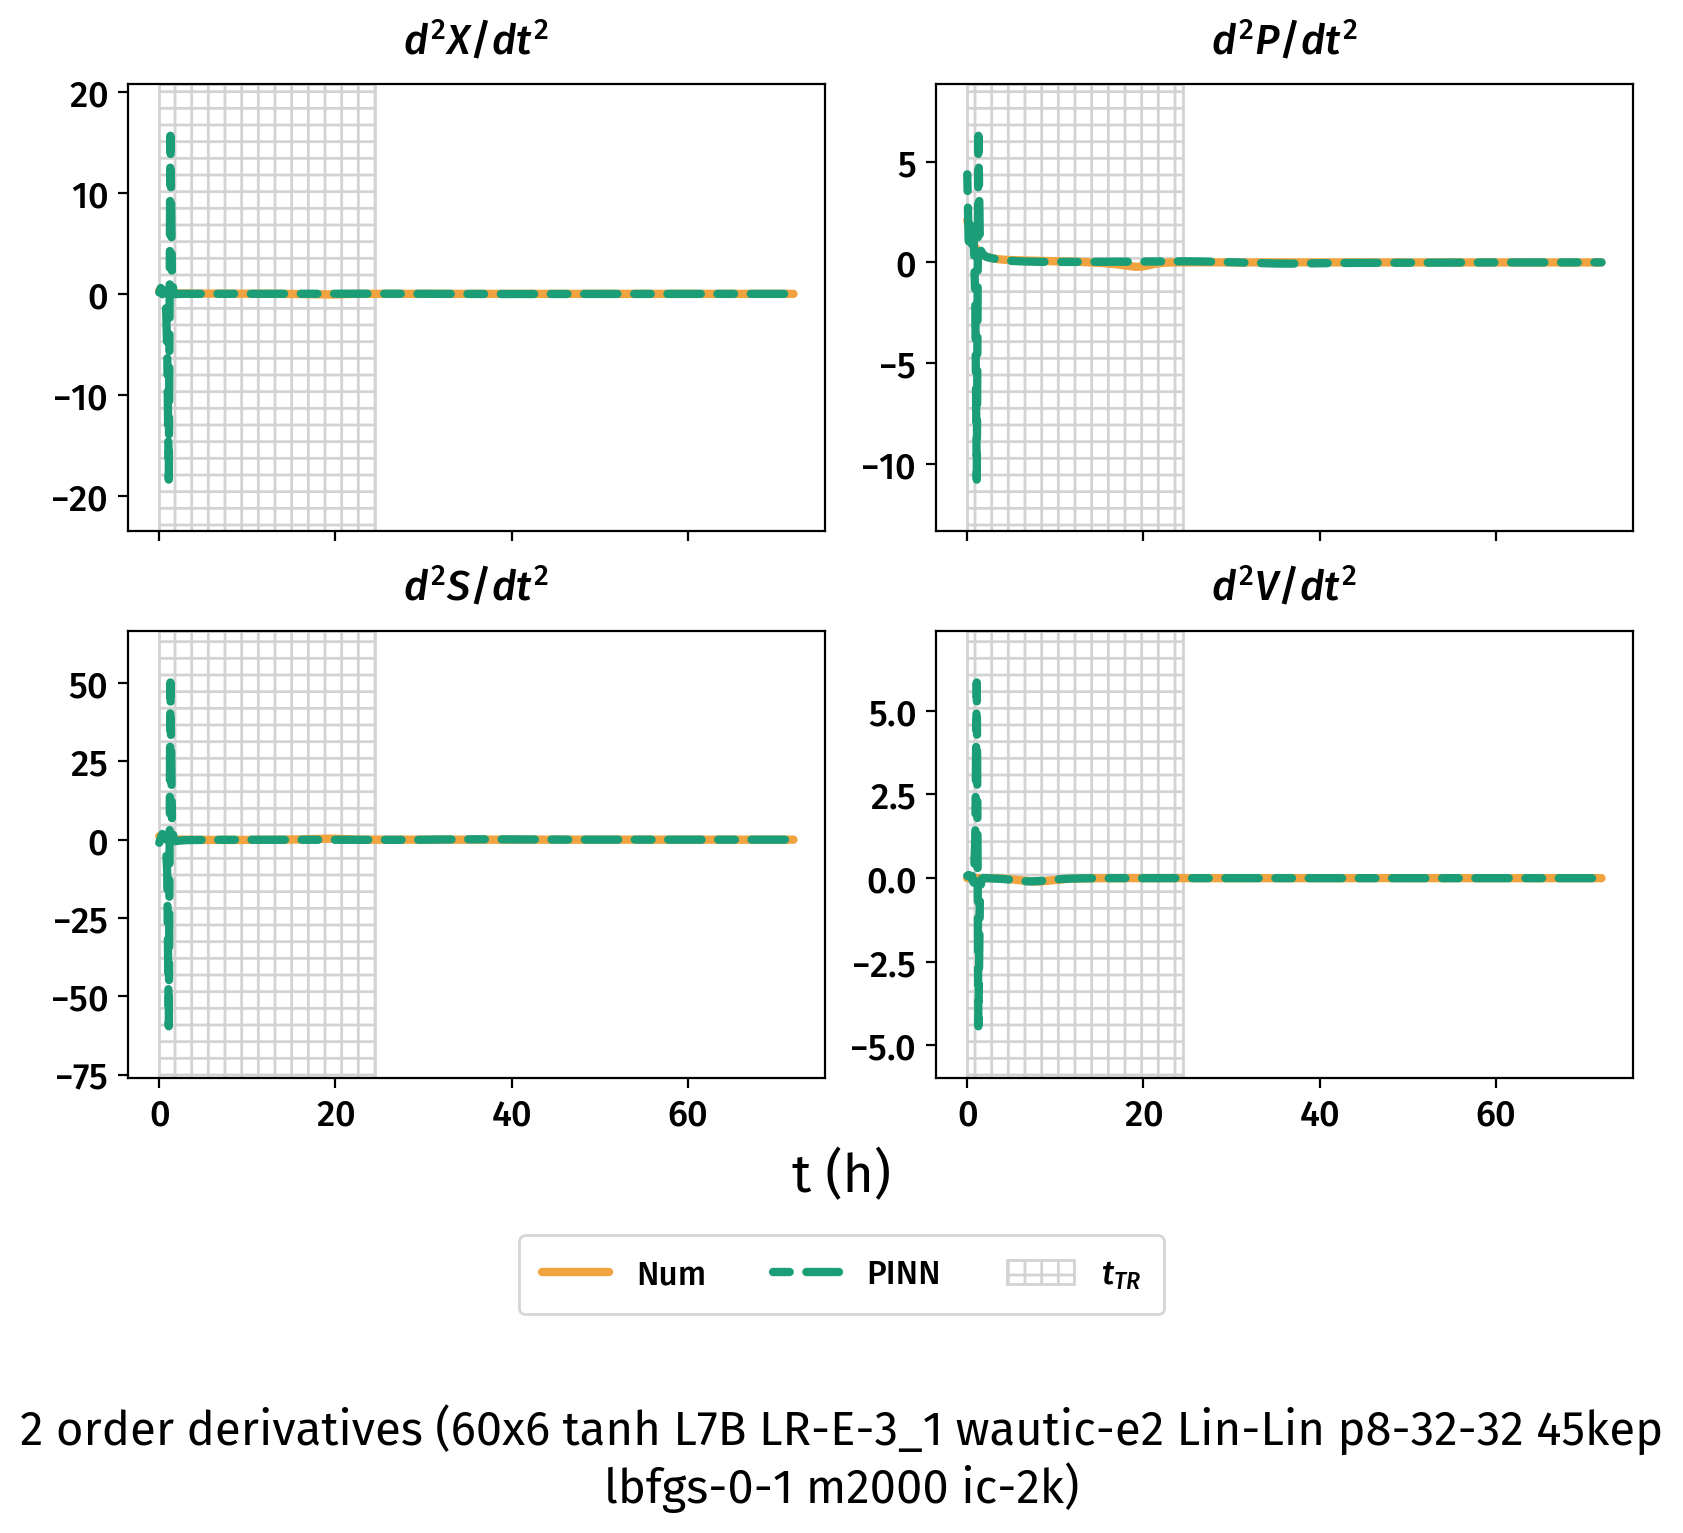 d²X/dt²
d²P/dt²
20
10
0
−10
−20
5
0
−5
−10
d²S/dt²
d²V/dt²
50
25
0
−25
−50
−75
5.0
2.5
0.0
−2.5
−5.0
0 20 40 60
0 20 40 60
t (h)
Num PINN t_TR
2 order derivatives (60x6 tanh L7B LR-E-3_1 wautic-e2 Lin-Lin p8-32-32 45kep
lbfgs-0-1 m2000 ic-2k)